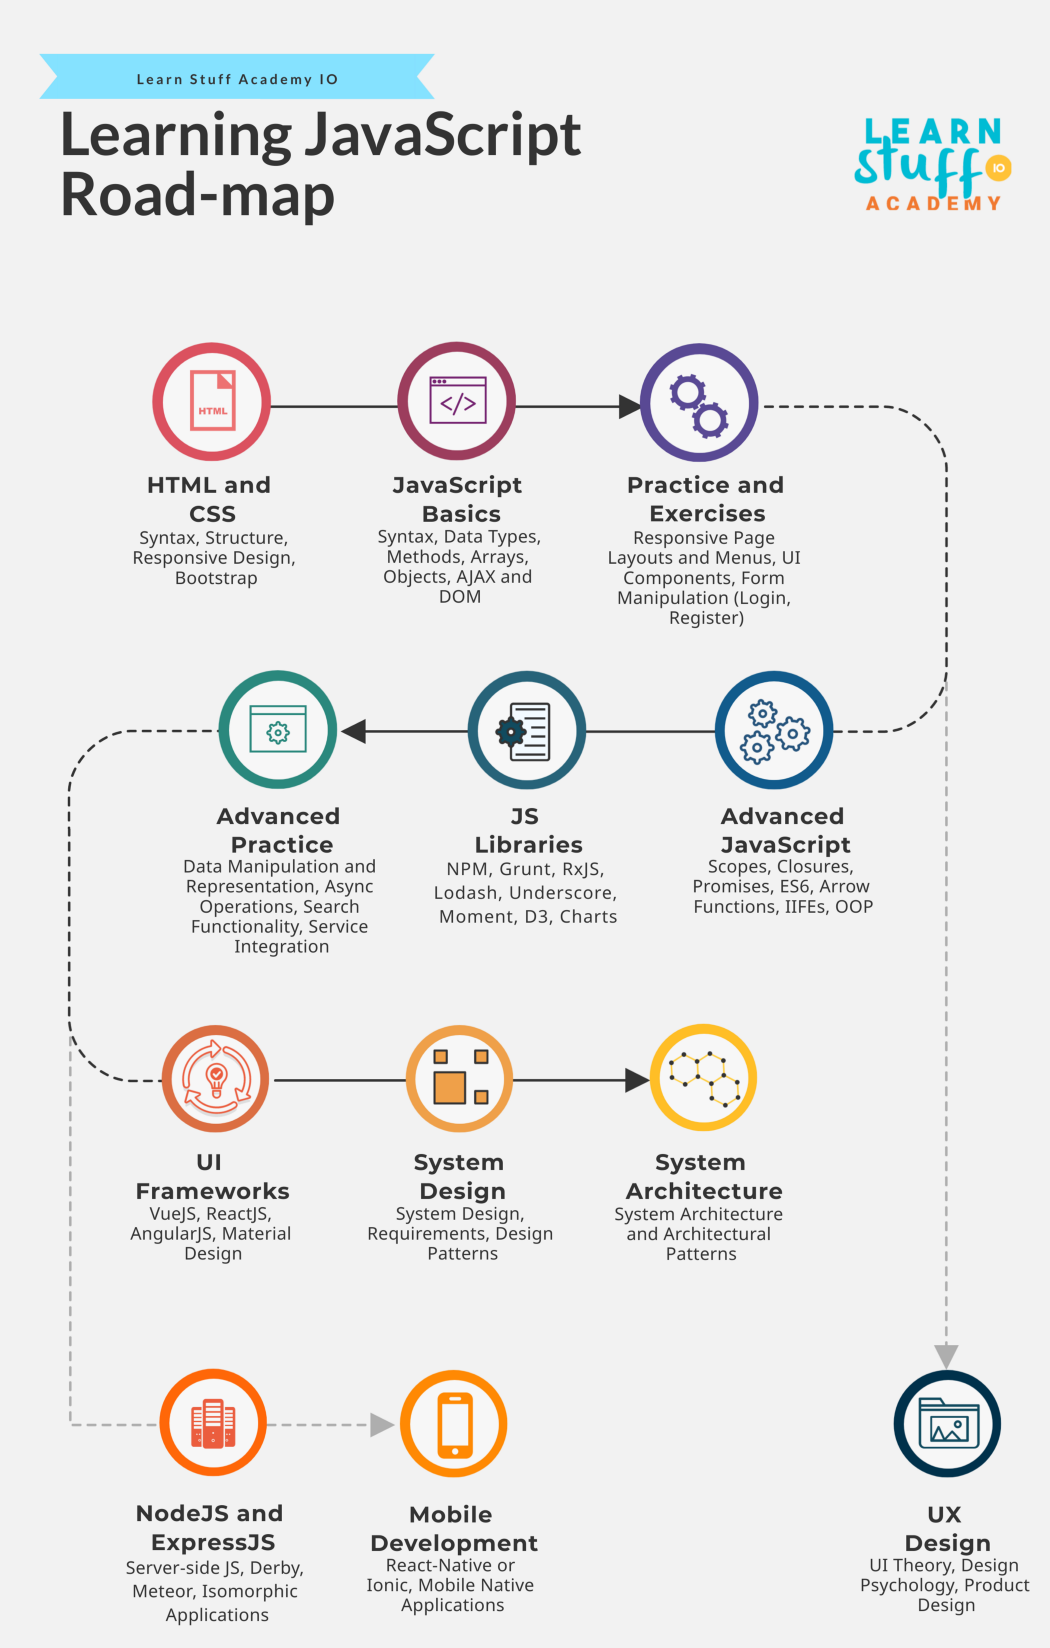 Learn Stuff Academy IO
Learning JavaScript
Road-map
LEARN
stuff IO
ACADEMY
HTML
</>
HTML and
CSS
Syntax, Structure,
Responsive Design,
Bootstrap
JavaScript
Basics
Syntax, Data Types,
Methods, Arrays,
Objects, AJAX and
DOM
Practice and
Exercises
Responsive Page
Layouts and Menus, UI
Components, Form
Manipulation (Login,
Register)
Advanced
Practice
Data Manipulation and
Representation, Async
Operations, Search
Functionality, Service
Integration
JS
Libraries
NPM, Grunt, RxJS,
Lodash, Underscore,
Moment, D3, Charts
Advanced
JavaScript
Scopes, Closures,
Promises, ES6, Arrow
Functions, IIFEs, OOP
UI
Frameworks
VueJS, ReactJS,
AngularJS, Material
Design
System
Design
System Design,
Requirements, Design
Patterns
System
Architecture
System Architecture
and Architectural
Patterns
NodeJS and
ExpressJS
Server-side JS, Derby,
Meteor, Isomorphic
Applications
Mobile
Development
React-Native or
Ionic, Mobile Native
Applications
UX
Design
UI Theory, Design
Psychology, Product
Design